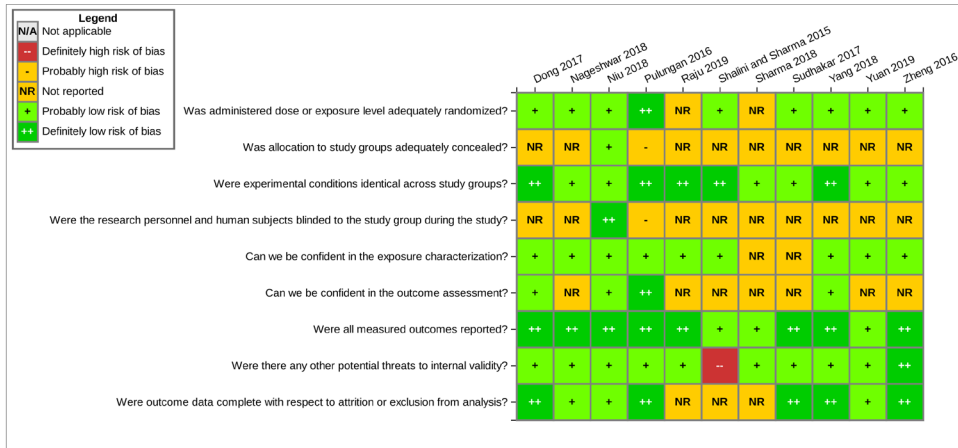 Legend
N/A Not applicable
-- Definitely high risk of bias
- Probably high risk of bias
NR Not reported
+ Probably low risk of bias
++ Definitely low risk of bias
Dong 2017
Nageshwar 2018
Niu 2018
Pulungan 2016
Raju 2019
Shalini and Sharma 2015
Sharma 2018
Sudhakar 2017
Yang 2018
Yuan 2019
Zheng 2016
Was administered dose or exposure level adequately randomized? + + + ++ NR + NR + + + +
Was allocation to study groups adequately concealed? NR NR + - NR NR NR NR NR NR NR
Were experimental conditions identical across study groups? ++ + + ++ ++ ++ + + ++ + +
Were the research personnel and human subjects blinded to the study group during the study? NR NR ++ - NR NR NR NR NR NR NR
Can we be confident in the exposure characterization? + + + + + + NR NR + + +
Can we be confident in the outcome assessment? + NR + ++ NR NR NR NR + NR NR
Were all measured outcomes reported? ++ ++ ++ ++ ++ + + ++ ++ + ++
Were there any other potential threats to internal validity? + + + + + -- + + + + ++
Were outcome data complete with respect to attrition or exclusion from analysis? ++ + + ++ NR NR NR ++ ++ + ++